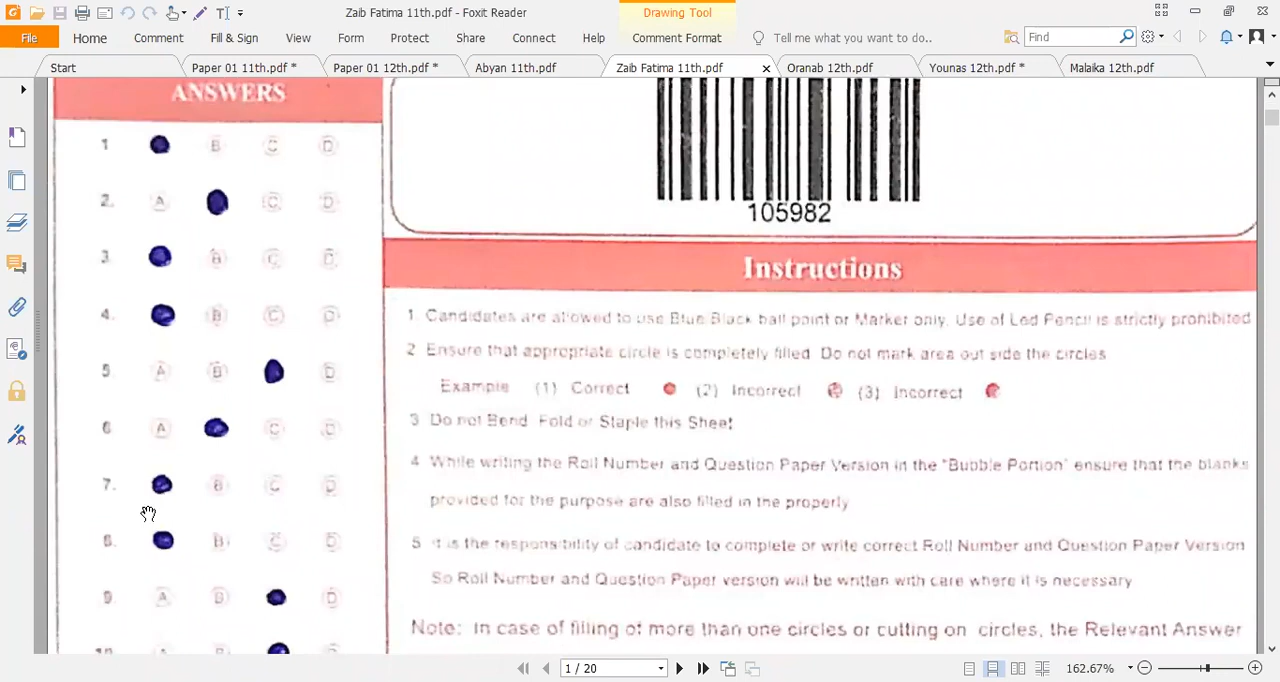 Zaib Fatima 11th.pdf - Foxit Reader
Drawing Tool
File Home Comment Fill & Sign View Form Protect Share Connect Help Comment Format Tell me what you want to do.. Find
Start Paper 01 11th.pdf * Paper 01 12th.pdf * Abyan 11th.pdf Zaib Fatima 11th.pdf Oranab 12th.pdf Younas 12th.pdf * Malaika 12th.pdf
ANSWERS
1 B C D
2. A C D
3. B C D
4. B C D
5. A B D
6 A C D
7. B C D
8. B C D
9. A B D
10
105982
Instructions
1 Candidates are allowed to use Blue Black ball point or Marker only. Use of Led Pencil is strictly prohibited
2 Ensure that appropriate circle is completely filled Do not mark area out side the circles
Example (1) Correct (2) Incorrect (3) Incorrect
3 Do not Bend Fold or Staple this Sheet
4 While writing the Roll Number and Question Paper Version in the "Bubble Portion" ensure that the blanks
provided for the purpose are also filled in the properly
5 It is the responsibility of candidate to complete or write correct Roll Number and Question Paper Version
So Roll Number and Question Paper version will be written with care where it is necessary
Note: In case of filling of more than one circles or cutting on circles, the Relevant Answer
1 / 20
162.67%